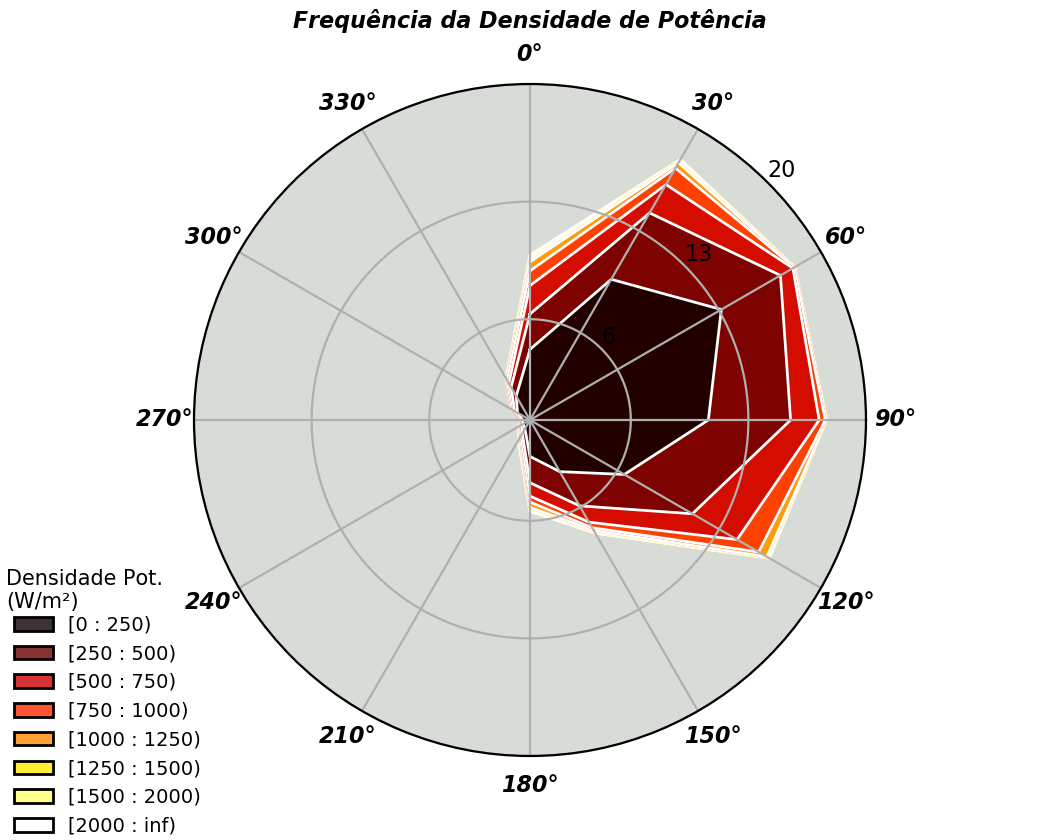 Frequência da Densidade de Potência
0°
330°
30°
20
300°
60°
13
6
270°
90°
Densidade Pot.
(W/m²)
240°
120°
[0 : 250)
[250 : 500)
[500 : 750)
[750 : 1000)
210°
150°
[1000 : 1250)
[1250 : 1500)
180°
[1500 : 2000)
[2000 : inf)